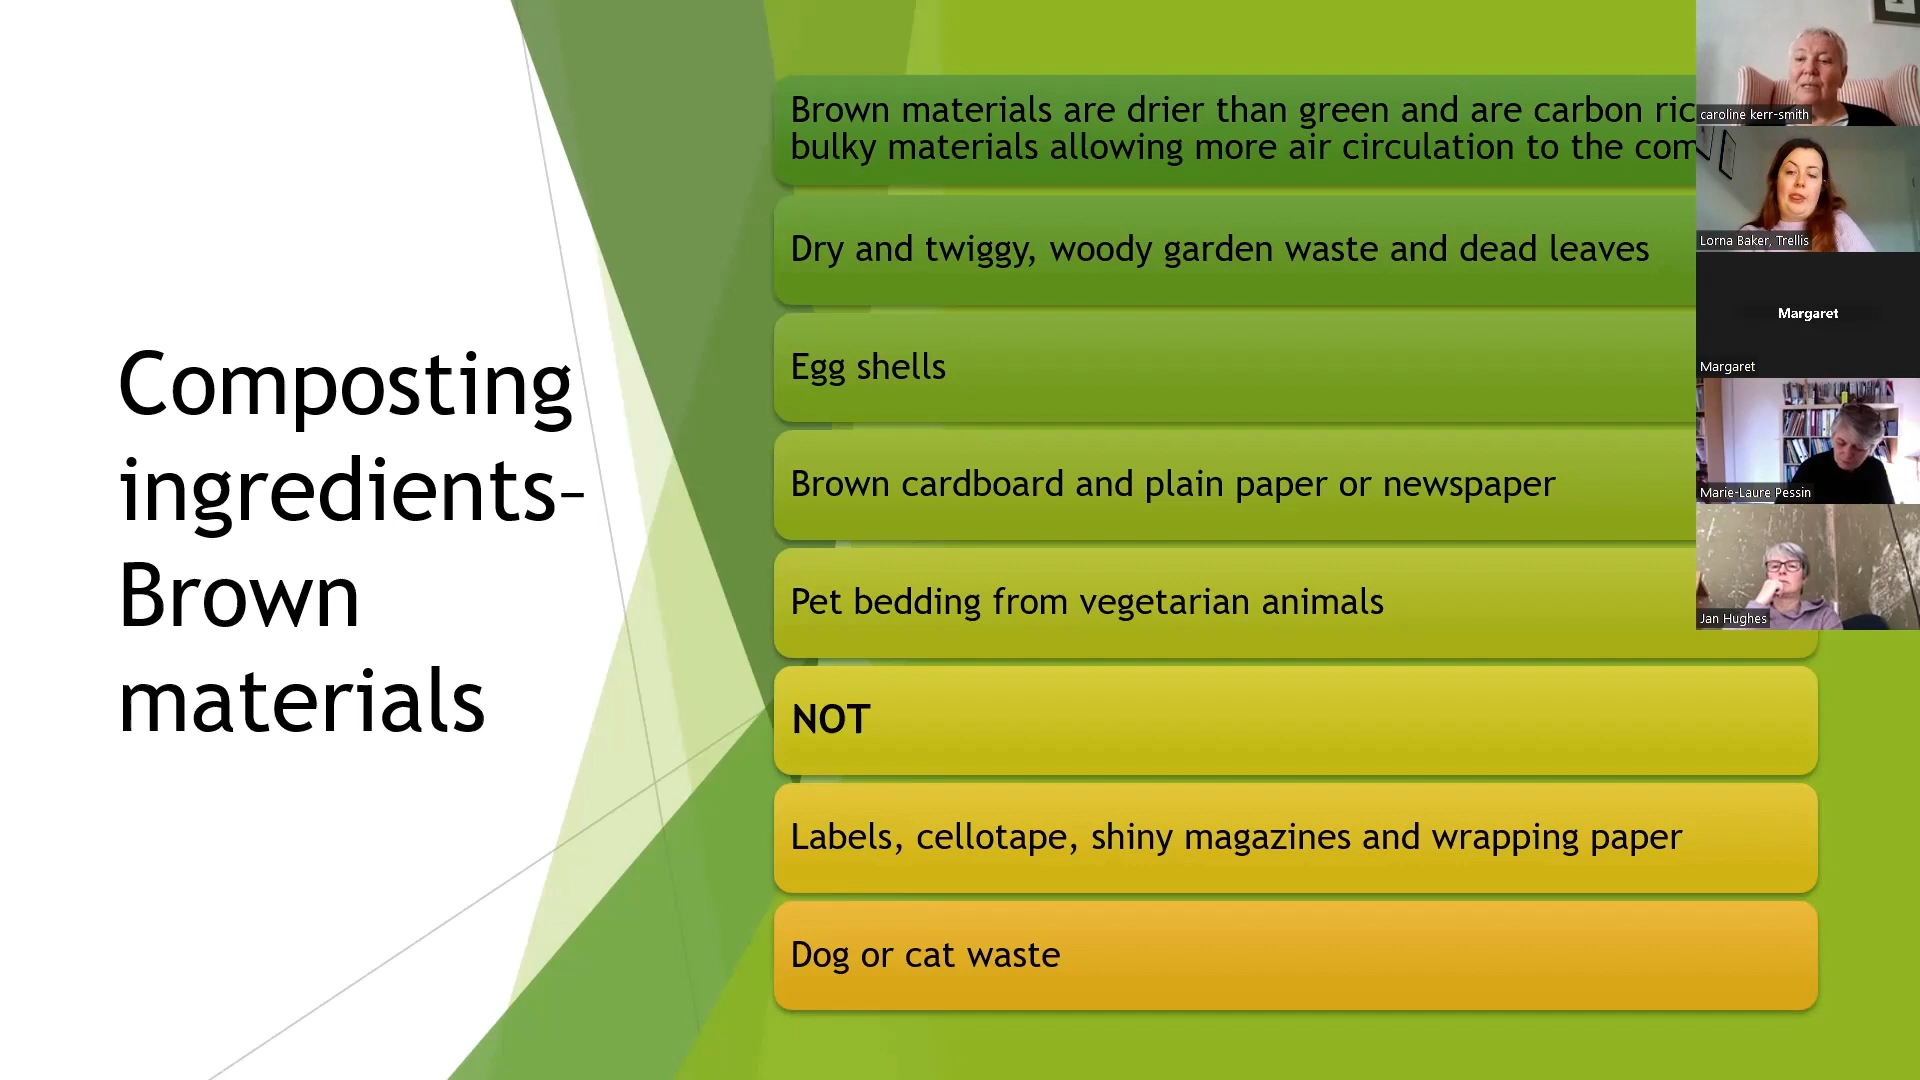 Composting
ingredients–
Brown
materials
Brown materials are drier than green and are carbon
bulky materials allowing more air circulation to the
Dry and twiggy, woody garden waste and dead leaves
Egg shells
Brown cardboard and plain paper or newspaper
Pet bedding from vegetarian animals
NOT
Labels, cellotape, shiny magazines and wrapping paper
Dog or cat waste
caroline kerr-smith
Lorna Baker, Trellis
Margaret
Margaret
Marie-Laure Pessin
Jan Hughes